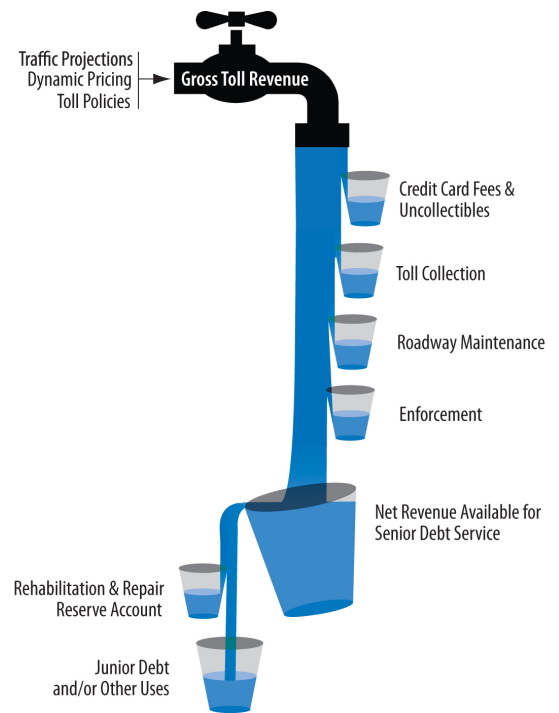 Traffic Projections
Dynamic Pricing
Toll Policies
Gross Toll Revenue
Credit Card Fees &
Uncollectibles
Toll Collection
Roadway Maintenance
Enforcement
Net Revenue Available for
Senior Debt Service
Rehabilitation & Repair
Reserve Account
Junior Debt
and/or Other Uses